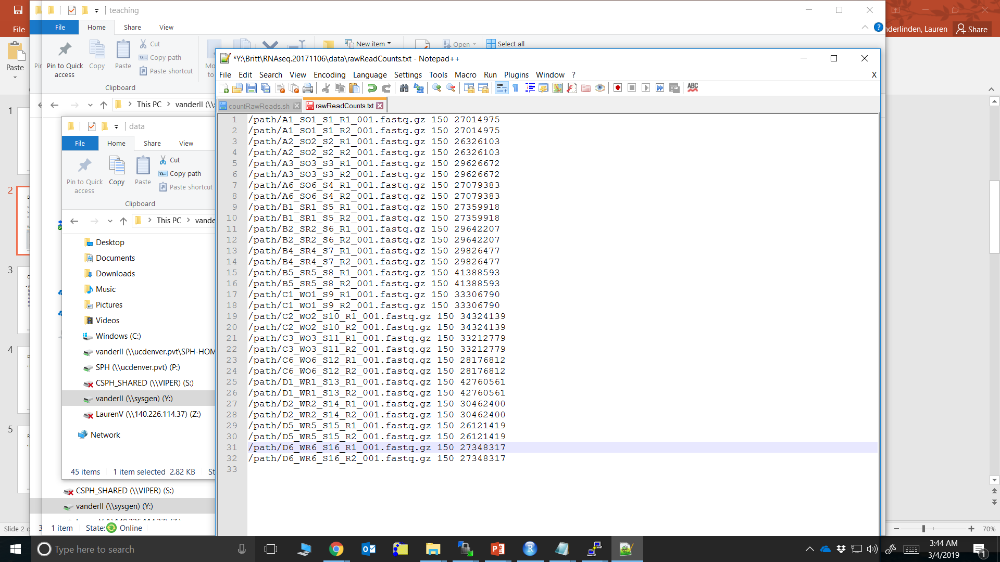 teaching
File Home Share View
Pin to Quick access
Copy
Paste
Cut
Copy path
Paste shortcut
Clipboard
New item
Open
Select all
This PC
vanderll (\\s
File
Paste
nderlinden, Lauren
Share
1
2
3
4
5
data
File Home Share View
Pin to Quick access
Copy
Paste
Cut
Copy path
Paste shortcut
Clipboard
This PC
vande
Desktop
Documents
Downloads
Music
Pictures
Videos
Windows (C:)
vanderll (\\ucdenver.pvt\SPH-HOM
SPH (\\ucdenver.pvt) (P:)
CSPH_SHARED (\\VIPER) (S:)
vanderll (\\sysgen) (Y:)
LaurenV (\\140.226.114.37) (Z:)
Network
45 items 1 item selected 2.82 KB St
CSPH_SHARED (\\VIPER) (S:)
vanderll (\\sysgen) (Y:)
3 1 item State: Online
*Y:\Britt\RNAseq.20171106\data\rawReadCounts.txt - Notepad++
File Edit Search View Encoding Language Settings Tools Macro Run Plugins Window ? X
ABC
countRawReads.sh rawReadCounts.txt
1 /path/A1_SO1_S1_R1_001.fastq.gz 150 27014975
2 /path/A1_SO1_S1_R2_001.fastq.gz 150 27014975
3 /path/A2_SO2_S2_R1_001.fastq.gz 150 26326103
4 /path/A2_SO2_S2_R2_001.fastq.gz 150 26326103
5 /path/A3_SO3_S3_R1_001.fastq.gz 150 29626672
6 /path/A3_SO3_S3_R2_001.fastq.gz 150 29626672
7 /path/A6_SO6_S4_R1_001.fastq.gz 150 27079383
8 /path/A6_SO6_S4_R2_001.fastq.gz 150 27079383
9 /path/B1_SR1_S5_R1_001.fastq.gz 150 27359918
10 /path/B1_SR1_S5_R2_001.fastq.gz 150 27359918
11 /path/B2_SR2_S6_R1_001.fastq.gz 150 29642207
12 /path/B2_SR2_S6_R2_001.fastq.gz 150 29642207
13 /path/B4_SR4_S7_R1_001.fastq.gz 150 29826477
14 /path/B4_SR4_S7_R2_001.fastq.gz 150 29826477
15 /path/B5_SR5_S8_R1_001.fastq.gz 150 41388593
16 /path/B5_SR5_S8_R2_001.fastq.gz 150 41388593
17 /path/C1_WO1_S9_R1_001.fastq.gz 150 33306790
18 /path/C1_WO1_S9_R2_001.fastq.gz 150 33306790
19 /path/C2_WO2_S10_R1_001.fastq.gz 150 34324139
20 /path/C2_WO2_S10_R2_001.fastq.gz 150 34324139
21 /path/C3_WO3_S11_R1_001.fastq.gz 150 33212779
22 /path/C3_WO3_S11_R2_001.fastq.gz 150 33212779
23 /path/C6_WO6_S12_R1_001.fastq.gz 150 28176812
24 /path/C6_WO6_S12_R2_001.fastq.gz 150 28176812
25 /path/D1_WR1_S13_R1_001.fastq.gz 150 42760561
26 /path/D1_WR1_S13_R2_001.fastq.gz 150 42760561
27 /path/D2_WR2_S14_R1_001.fastq.gz 150 30462400
28 /path/D2_WR2_S14_R2_001.fastq.gz 150 30462400
29 /path/D5_WR5_S15_R1_001.fastq.gz 150 26121419
30 /path/D5_WR5_S15_R2_001.fastq.gz 150 26121419
31 /path/D6_WR6_S16_R1_001.fastq.gz 150 27348317
32 /path/D6_WR6_S16_R2_001.fastq.gz 150 27348317
33
Slide 2 o
70%
Type here to search
3:44 AM
3/4/2019
1